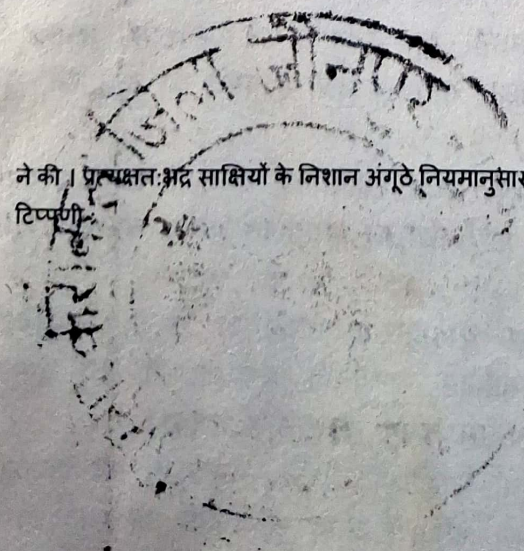 जिला जौनपुर
ने की । प्रत्यक्षत:भद्र साक्षियों के निशान अंगूठे नियमानुसार
टिप्पणी